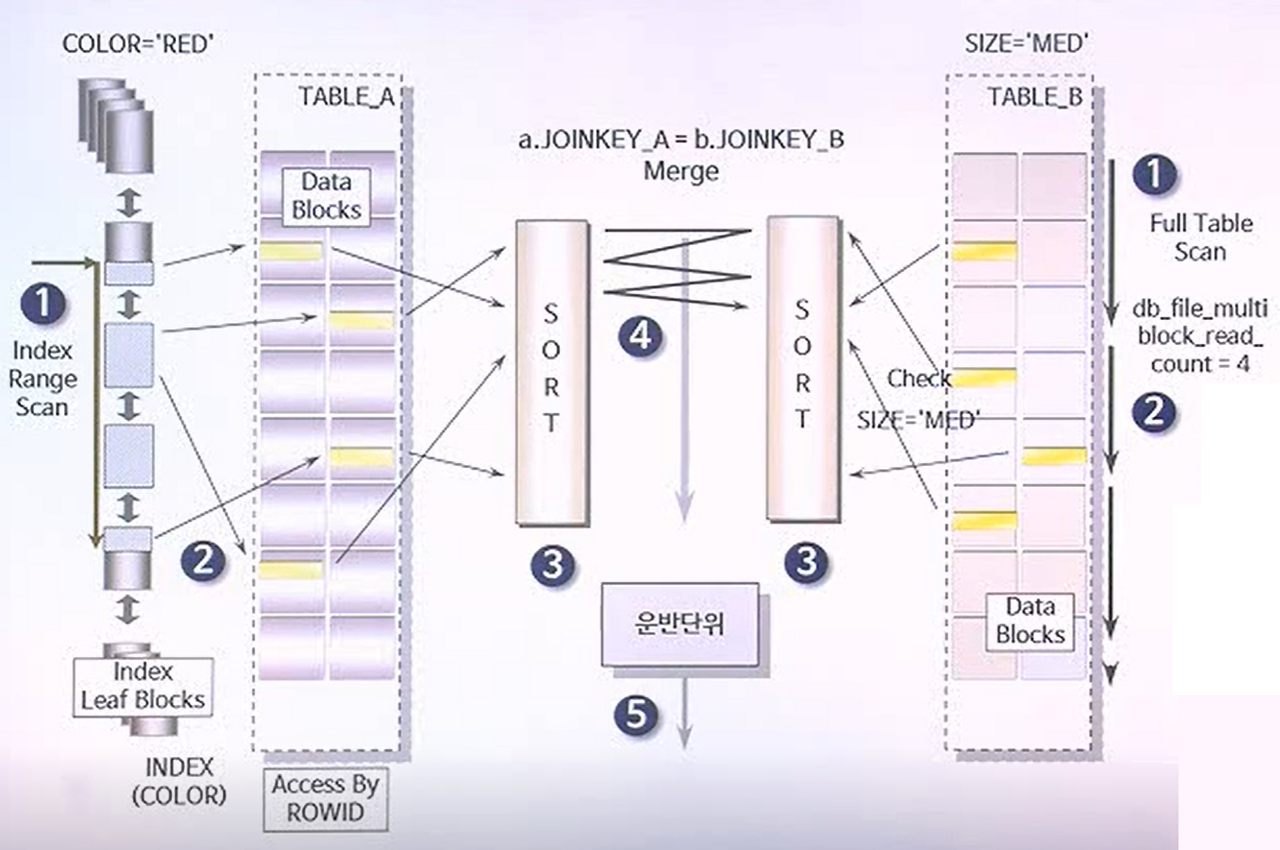 COLOR='RED'
SIZE='MED'
TABLE_A
TABLE_B
a.JOINKEY_A = b.JOINKEY_B
Merge
Data
Blocks
1
Index
Range
Scan
2
S
O
R
T
3
4
S
O
R
T
3
1
Full Table
Scan
db_file_multi
block_read_
count = 4
2
Check
SIZE='MED'
운반단위
5
Data
Blocks
Index
Leaf Blocks
INDEX
(COLOR)
Access By
ROWID